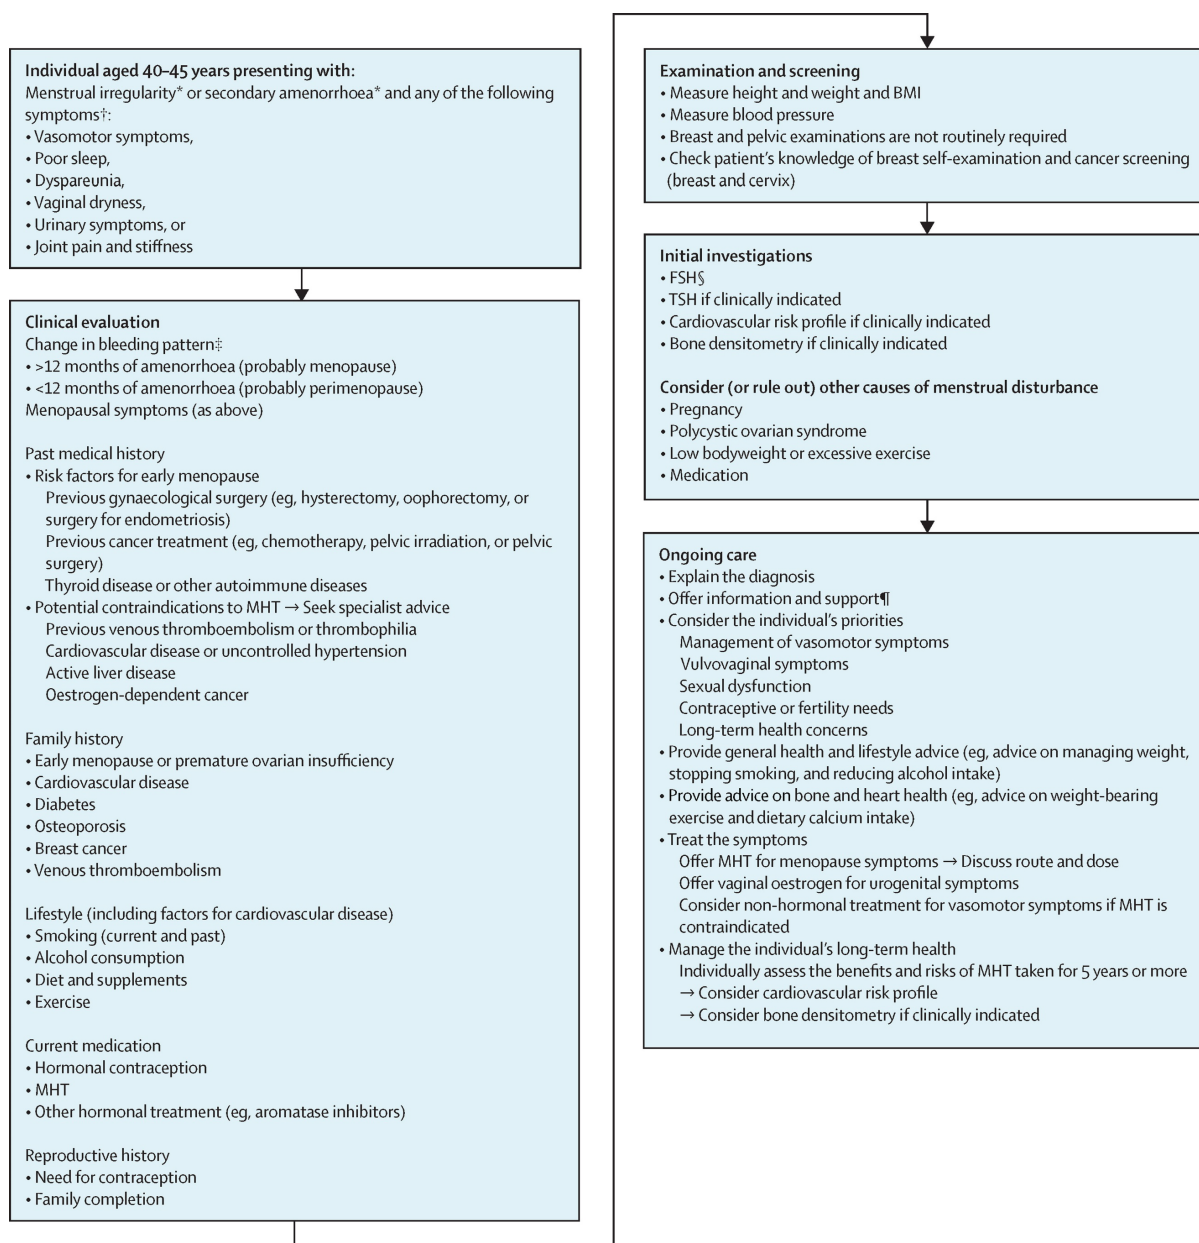 Individual aged 40–45 years presenting with:
Menstrual irregularity* or secondary amenorrhoea* and any of the following
symptoms†:
• Vasomotor symptoms,
• Poor sleep,
• Dyspareunia,
• Vaginal dryness,
• Urinary symptoms, or
• Joint pain and stiffness
Clinical evaluation
Change in bleeding pattern‡
• >12 months of amenorrhoea (probably menopause)
• <12 months of amenorrhoea (probably perimenopause)
Menopausal symptoms (as above)
Past medical history
• Risk factors for early menopause
Previous gynaecological surgery (eg, hysterectomy, oophorectomy, or
surgery for endometriosis)
Previous cancer treatment (eg, chemotherapy, pelvic irradiation, or pelvic
surgery)
Thyroid disease or other autoimmune diseases
• Potential contraindications to MHT → Seek specialist advice
Previous venous thromboembolism or thrombophilia
Cardiovascular disease or uncontrolled hypertension
Active liver disease
Oestrogen-dependent cancer
Family history
• Early menopause or premature ovarian insufficiency
• Cardiovascular disease
• Diabetes
• Osteoporosis
• Breast cancer
• Venous thromboembolism
Lifestyle (including factors for cardiovascular disease)
• Smoking (current and past)
• Alcohol consumption
• Diet and supplements
• Exercise
Current medication
• Hormonal contraception
• MHT
• Other hormonal treatment (eg, aromatase inhibitors)
Reproductive history
• Need for contraception
• Family completion
Examination and screening
• Measure height and weight and BMI
• Measure blood pressure
• Breast and pelvic examinations are not routinely required
• Check patient's knowledge of breast self-examination and cancer screening
(breast and cervix)
Initial investigations
• FSH§
• TSH if clinically indicated
• Cardiovascular risk profile if clinically indicated
• Bone densitometry if clinically indicated
Consider (or rule out) other causes of menstrual disturbance
• Pregnancy
• Polycystic ovarian syndrome
• Low bodyweight or excessive exercise
• Medication
Ongoing care
• Explain the diagnosis
• Offer information and support¶
• Consider the individual's priorities
Management of vasomotor symptoms
Vulvovaginal symptoms
Sexual dysfunction
Contraceptive or fertility needs
Long-term health concerns
• Provide general health and lifestyle advice (eg, advice on managing weight,
stopping smoking, and reducing alcohol intake)
• Provide advice on bone and heart health (eg, advice on weight-bearing
exercise and dietary calcium intake)
• Treat the symptoms
Offer MHT for menopause symptoms → Discuss route and dose
Offer vaginal oestrogen for urogenital symptoms
Consider non-hormonal treatment for vasomotor symptoms if MHT is
contraindicated
• Manage the individual's long-term health
Individually assess the benefits and risks of MHT taken for 5 years or more
→ Consider cardiovascular risk profile
→ Consider bone densitometry if clinically indicated